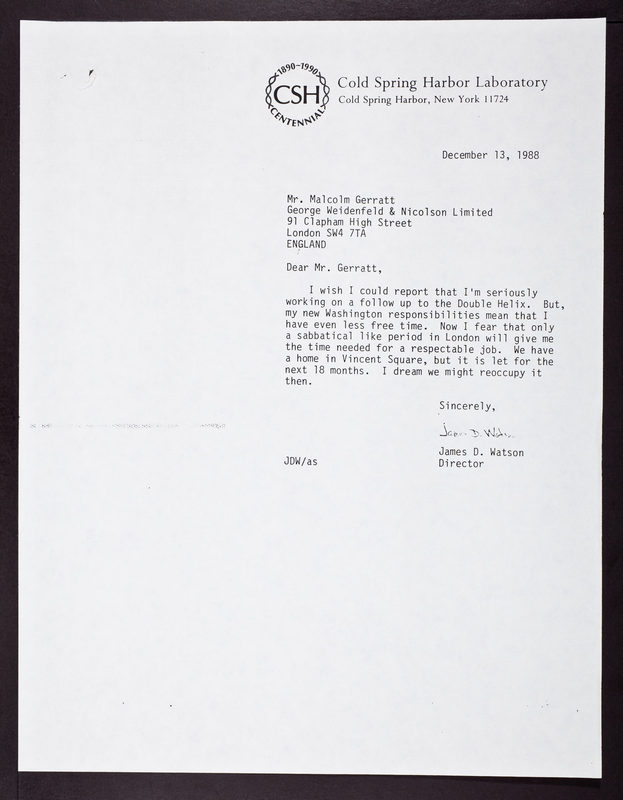 1890-1990
CSH
CENTENNIAL
Cold Spring Harbor Laboratory
Cold Spring Harbor, New York 11724
December 13, 1988
Mr. Malcolm Gerratt
George Weidenfeld & Nicolson Limited
91 Clapham High Street
London SW4 7TA
ENGLAND
Dear Mr. Gerratt,
I wish I could report that I'm seriously
working on a follow up to the Double Helix. But,
my new Washington responsibilities mean that I
have even less free time. Now I fear that only
a sabbatical like period in London will give me
the time needed for a respectable job. We have
a home in Vincent Square, but it is let for the
next 18 months. I dream we might reoccupy it
then.
Sincerely,
James D. Watson
James D. Watson
Director
JDW/as